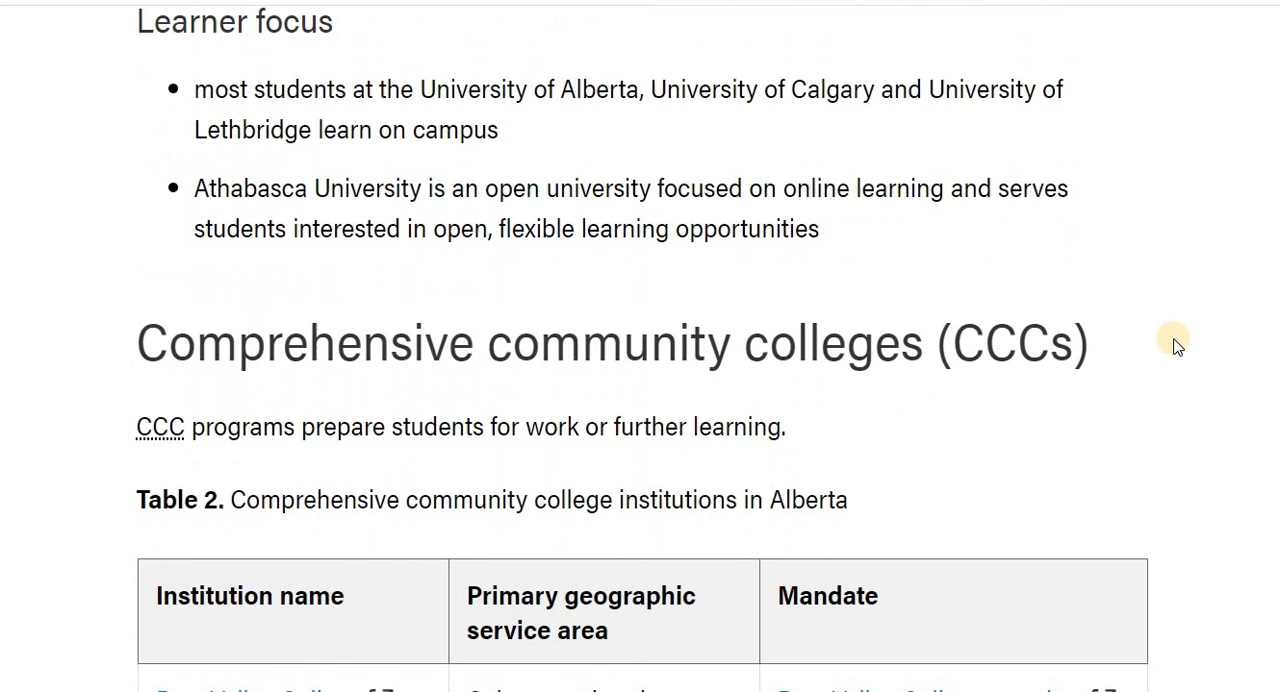 Learner focus
most students at the University of Alberta, University of Calgary and University of
Lethbridge learn on campus
Athabasca University is an open university focused on online learning and serves
students interested in open, flexible learning opportunities
Comprehensive community colleges (CCCs)
CCC programs prepare students for work or further learning.
Table 2. Comprehensive community college institutions in Alberta
Institution name
Primary geographic
service area
Mandate